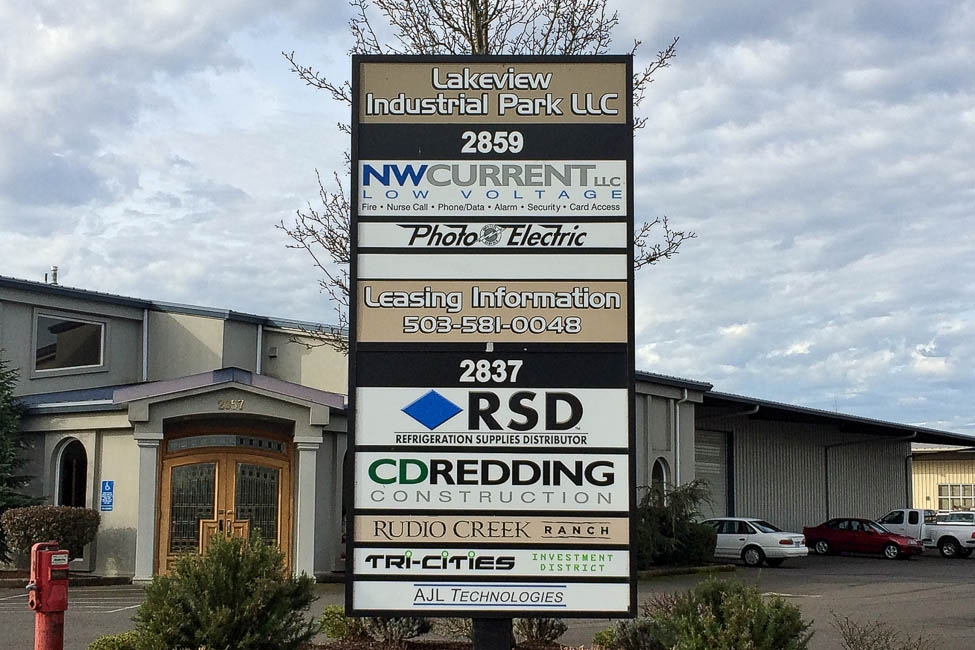 Lakeview
Industrial Park LLC
2859
NWCURRENT LLC
LOW VOLTAGE
Fire • Nurse Call • Phone/Data • Alarm • Security • Card Access
Photo Electric
Leasing Information
503-581-0048
2837
RSD
REFRIGERATION SUPPLIES DISTRIBUTOR
CDREDDING
CONSTRUCTION
RUDIO CREEK RANCH
TRI-CITIES INVESTMENT
DISTRICT
AJL TECHNOLOGIES